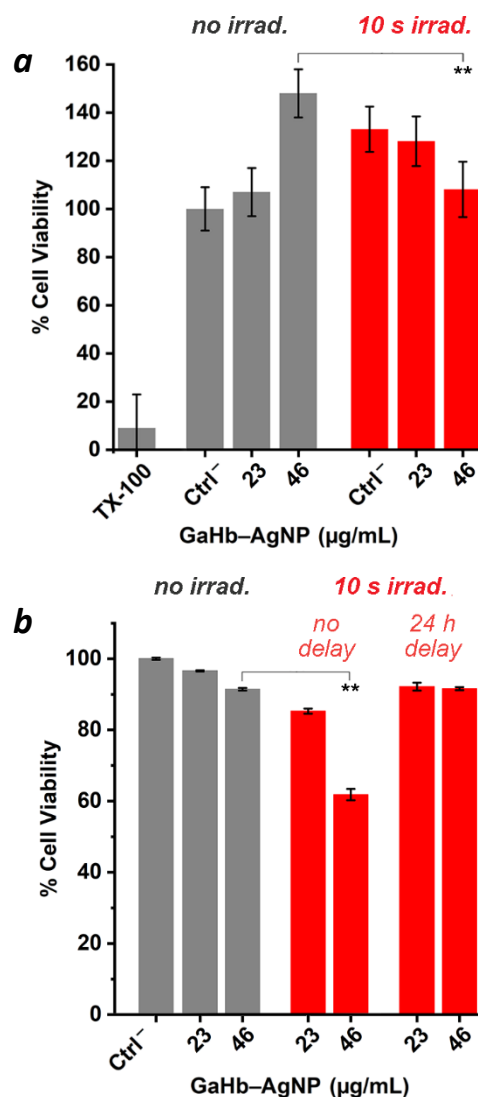 no irrad. 10 s irrad.
a
**
% Cell Viability
160
140
120
100
80
60
40
20
0
TX-100 Ctrl⁻ 23 46 Ctrl⁻ 23 46
GaHb–AgNP (µg/mL)
no irrad. 10 s irrad.
b
no delay 24 h delay
**
% Cell Viability
100
80
60
40
20
0
Ctrl⁻ 23 46 23 46 23 46
GaHb–AgNP (µg/mL)